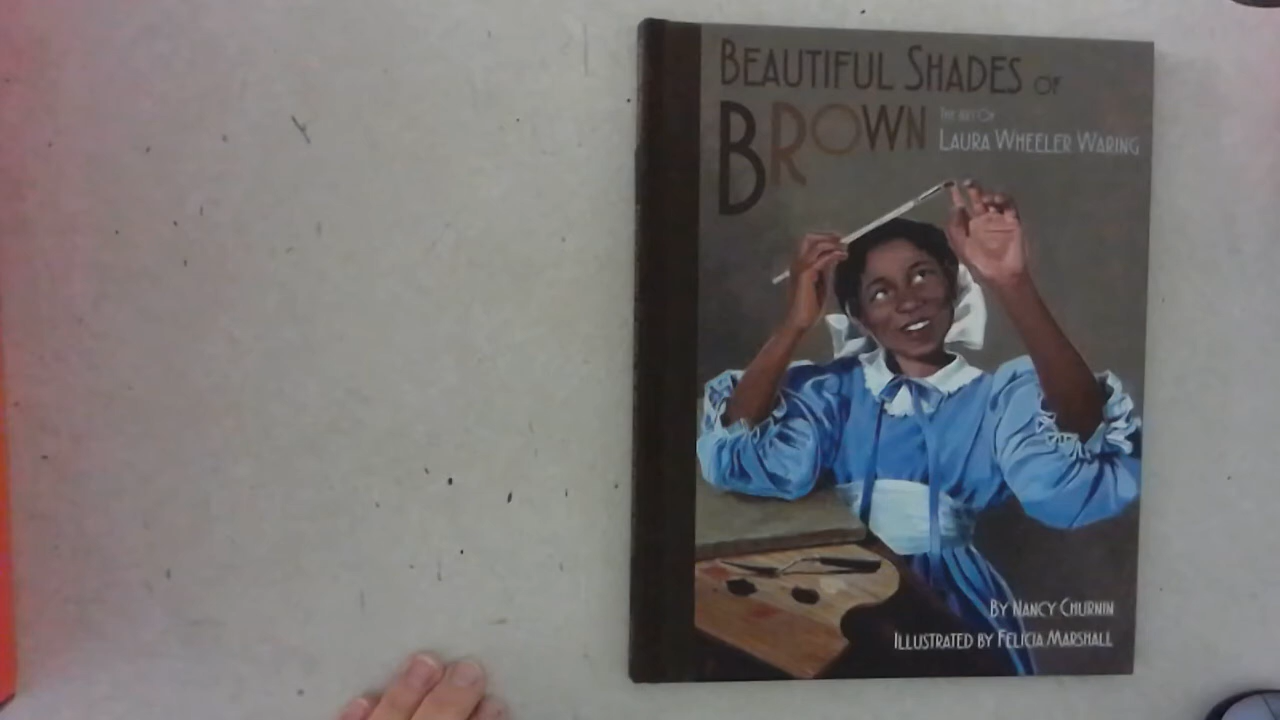 BEAUTIFUL SHADES OF
BROWN
THE ART OF
LAURA WHEELER WARING
BY NANCY CHURNIN
ILLUSTRATED BY FELICIA MARSHALL